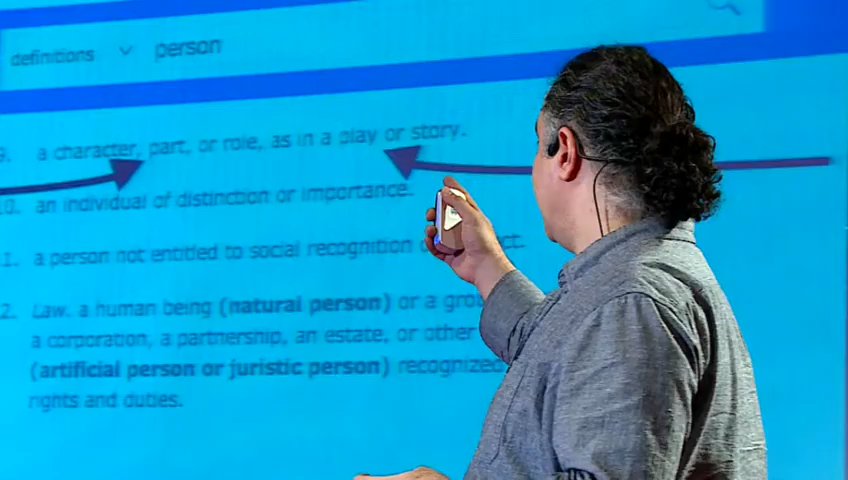 definitions person
9. a character, part, or role, as in a play or story.
10. an individual of distinction or importance.
11. a person not entitled to social recognition
12. Law. a human being (natural person) or a
a corporation, a partnership, an estate, or other
(artificial person or juristic person) recognized
rights and duties.